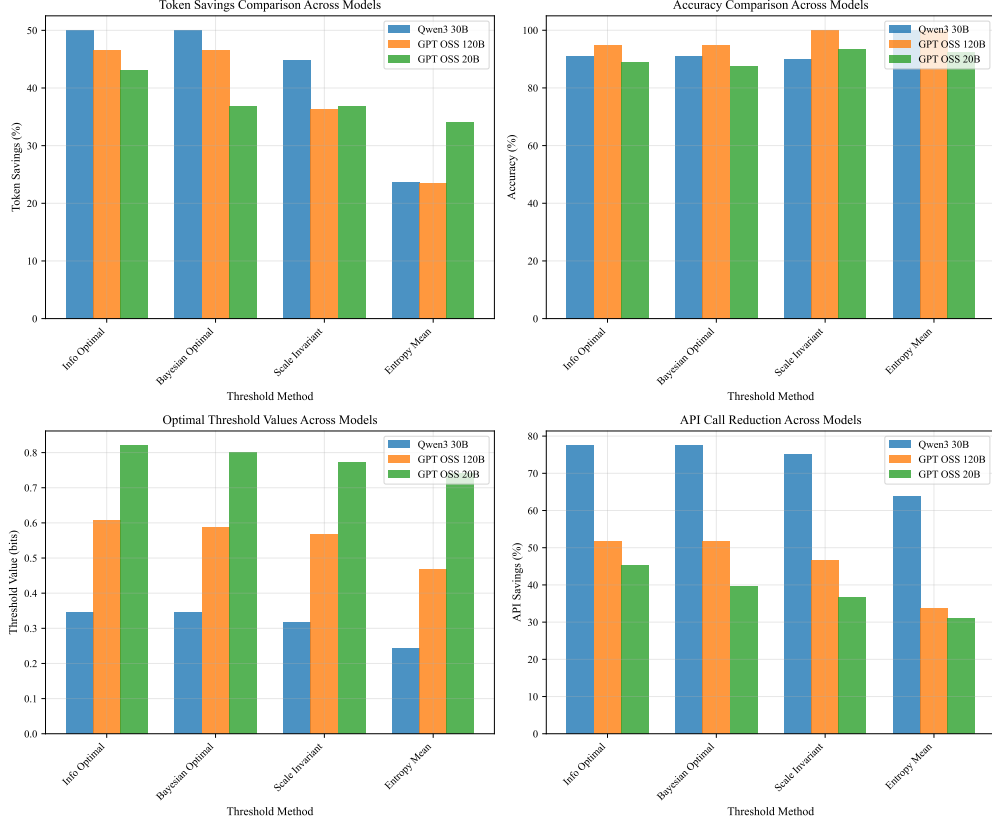 Token Savings Comparison Across Models
Token Savings (%)
50
40
30
20
10
0
Qwen3 30B
GPT OSS 120B
GPT OSS 20B
Info Optimal
Bayesian Optimal
Scale Invariant
Entropy Mean
Threshold Method
Accuracy Comparison Across Models
Accuracy (%)
100
80
60
40
20
0
Qwen3 30B
GPT OSS 120B
GPT OSS 20B
Info Optimal
Bayesian Optimal
Scale Invariant
Entropy Mean
Threshold Method
Optimal Threshold Values Across Models
Threshold Value (bits)
0.8
0.7
0.6
0.5
0.4
0.3
0.2
0.1
0.0
Qwen3 30B
GPT OSS 120B
GPT OSS 20B
Info Optimal
Bayesian Optimal
Scale Invariant
Entropy Mean
Threshold Method
API Call Reduction Across Models
API Savings (%)
80
70
60
50
40
30
20
10
0
Qwen3 30B
GPT OSS 120B
GPT OSS 20B
Info Optimal
Bayesian Optimal
Scale Invariant
Entropy Mean
Threshold Method